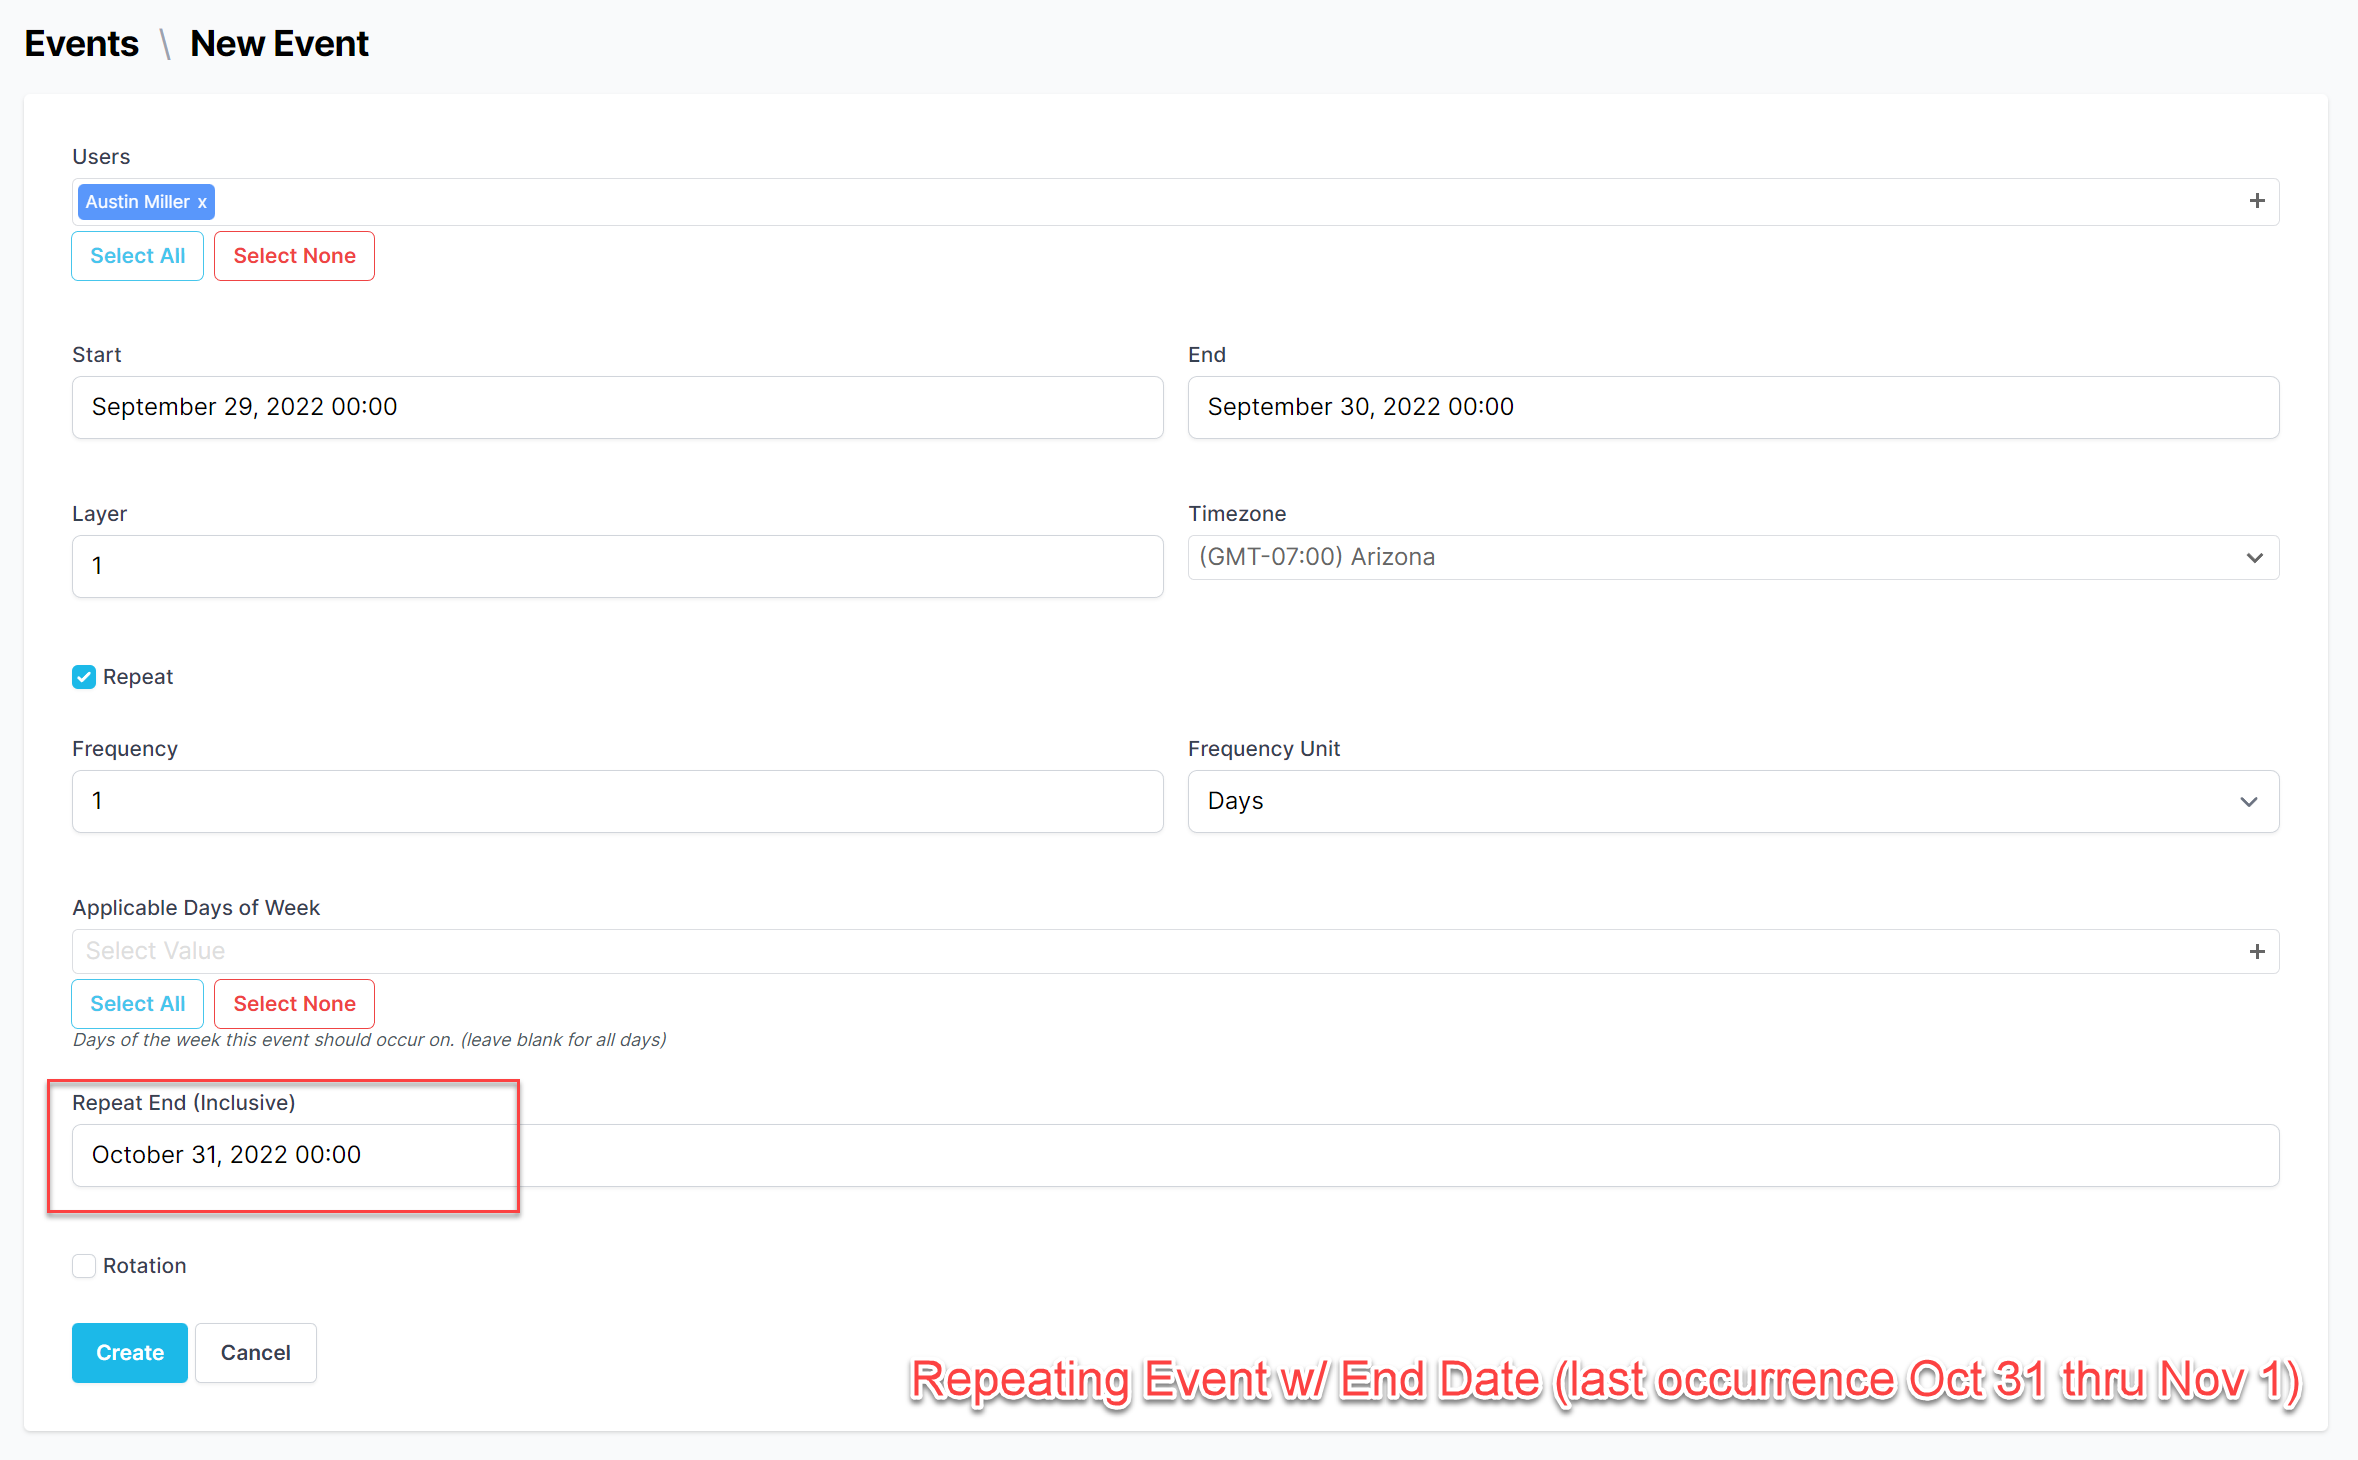 Events \ New Event
Users
Austin Miller x
+
Select All Select None
Start End
September 29, 2022 00:00 September 30, 2022 00:00
Layer Timezone
1 (GMT-07:00) Arizona
Repeat
Frequency Frequency Unit
1 Days
Applicable Days of Week
Select Value
+
Select All Select None
Days of the week this event should occur on. (leave blank for all days)
Repeat End (Inclusive)
October 31, 2022 00:00
Rotation
Create Cancel
Repeating Event w/ End Date (last occurrence Oct 31 thru Nov 1)